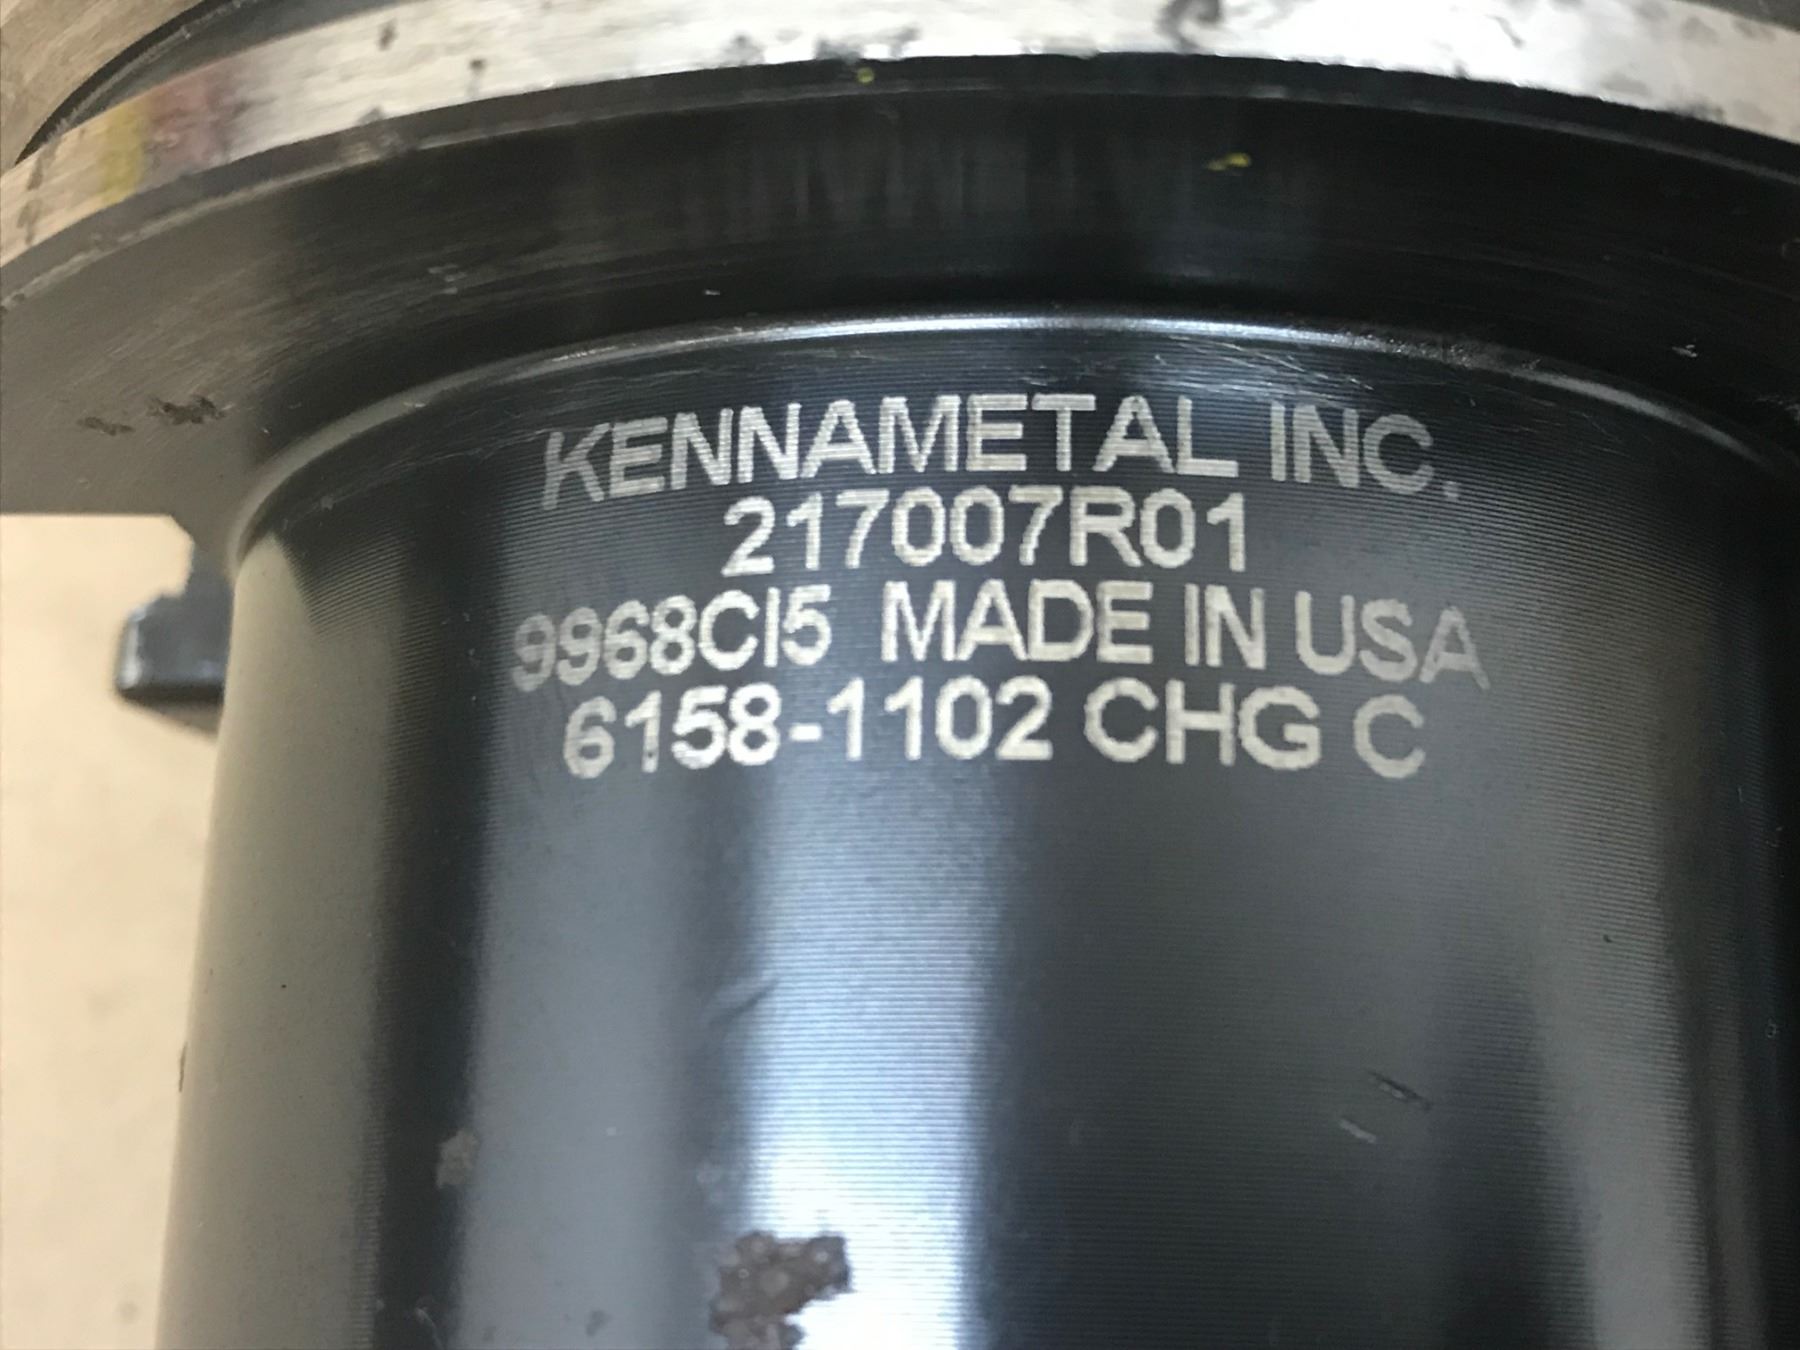 KENNAMETAL INC.
217007R01
9968CI5 MADE IN USA
6158-1102 CHG C